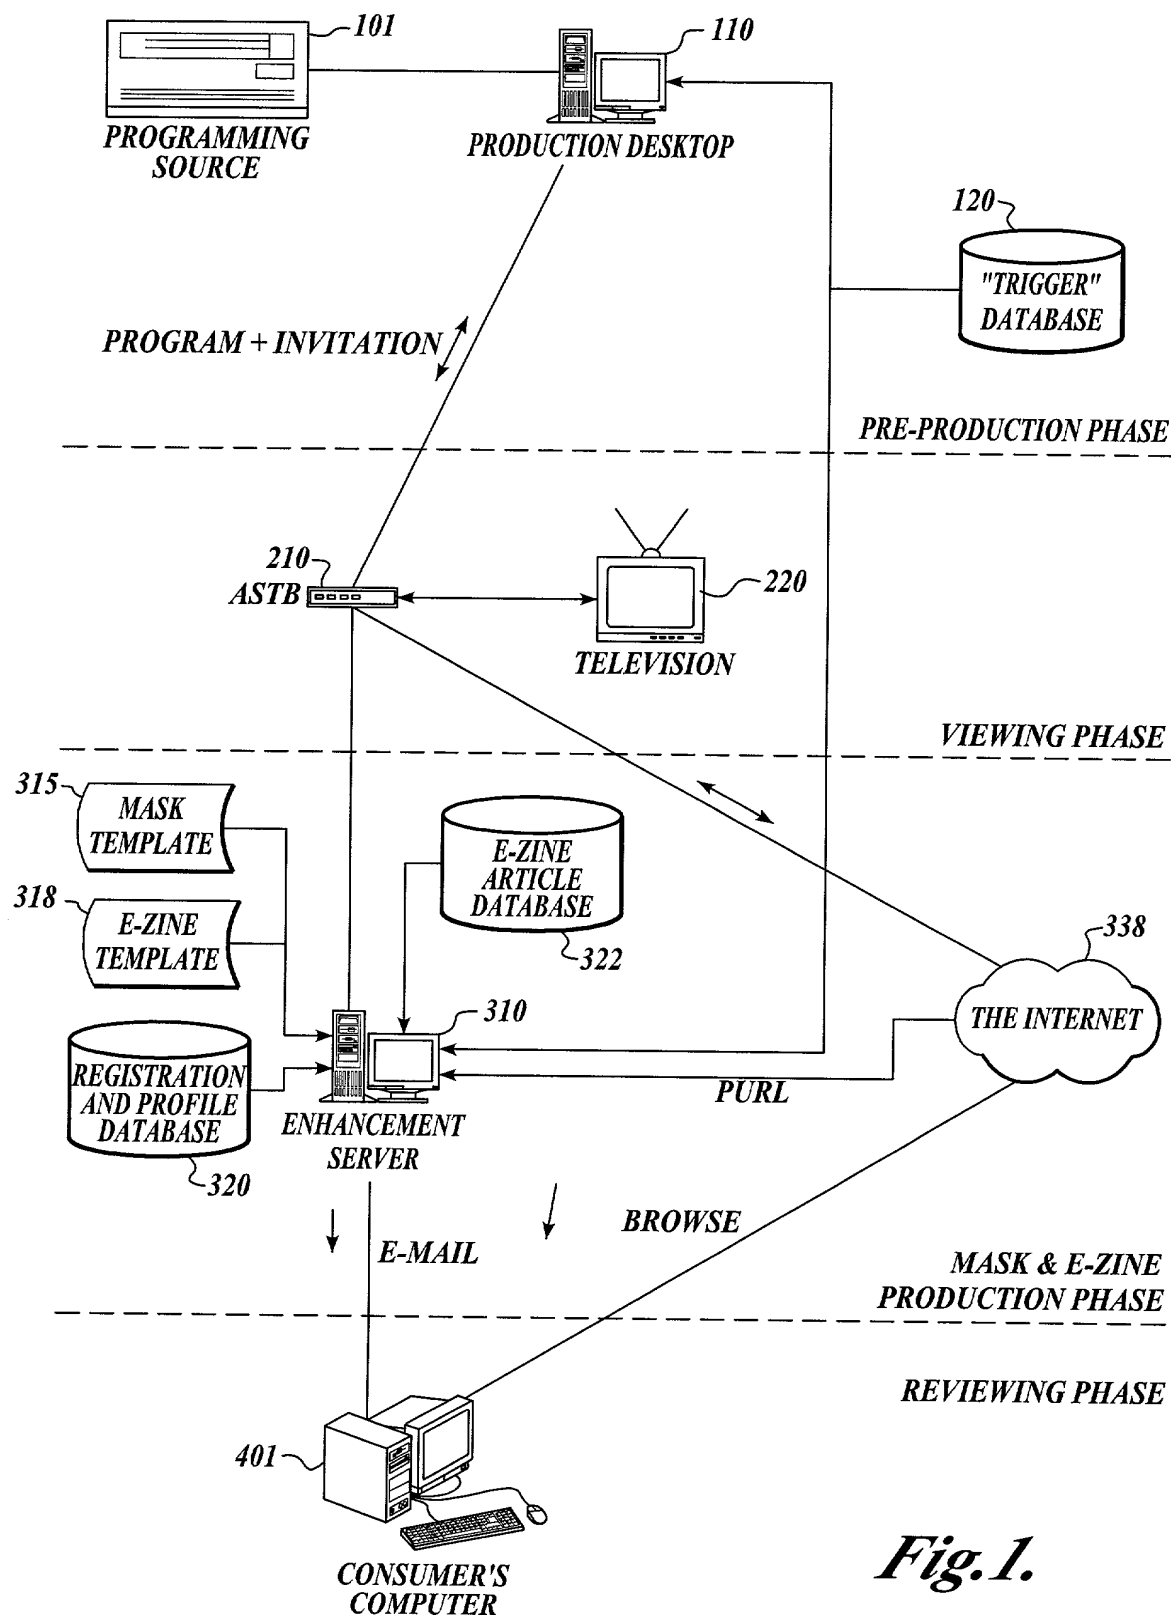 101
110
PROGRAMMING
SOURCE
PRODUCTION DESKTOP
120
"TRIGGER"
DATABASE
PROGRAM + INVITATION
PRE-PRODUCTION PHASE
210
ASTB
220
TELEVISION
VIEWING PHASE
315
MASK
TEMPLATE
318
E-ZINE
TEMPLATE
E-ZINE
ARTICLE
DATABASE
322
338
THE INTERNET
310
REGISTRATION
AND PROFILE
DATABASE
320
ENHANCEMENT
SERVER
PURL
BROWSE
E-MAIL
MASK & E-ZINE
PRODUCTION PHASE
REVIEWING PHASE
401
CONSUMER'S
COMPUTER
Fig.1.